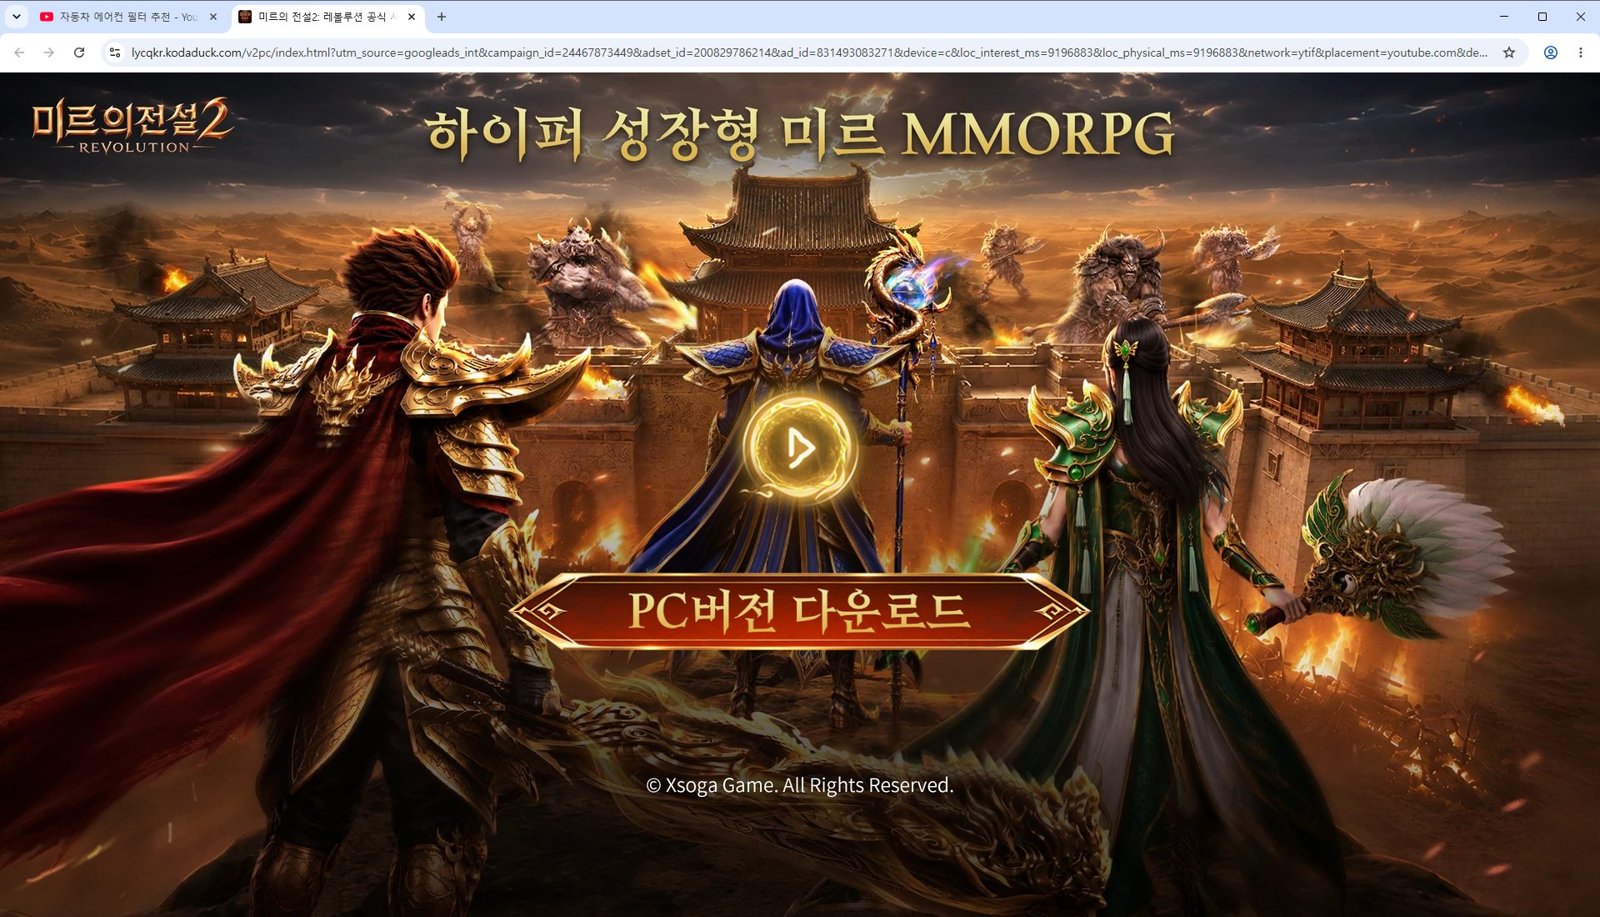 자동차 에어컨 필터 추천 - You
미르의 전설2: 레볼루션 공식
lycqkr.kodaduck.com/v2pc/index.html?utm_source=googleads_int&campaign_id=24467873449&adset_id=200829786214&ad_id=831493083271&device=c&loc_interest_ms=9196883&loc_physical_ms=9196883&network=ytif&placement=youtube.com&de...
미르의전설2
REVOLUTION
하이퍼 성장형 미르 MMORPG
PC버전 다운로드
© Xsoga Game. All Rights Reserved.